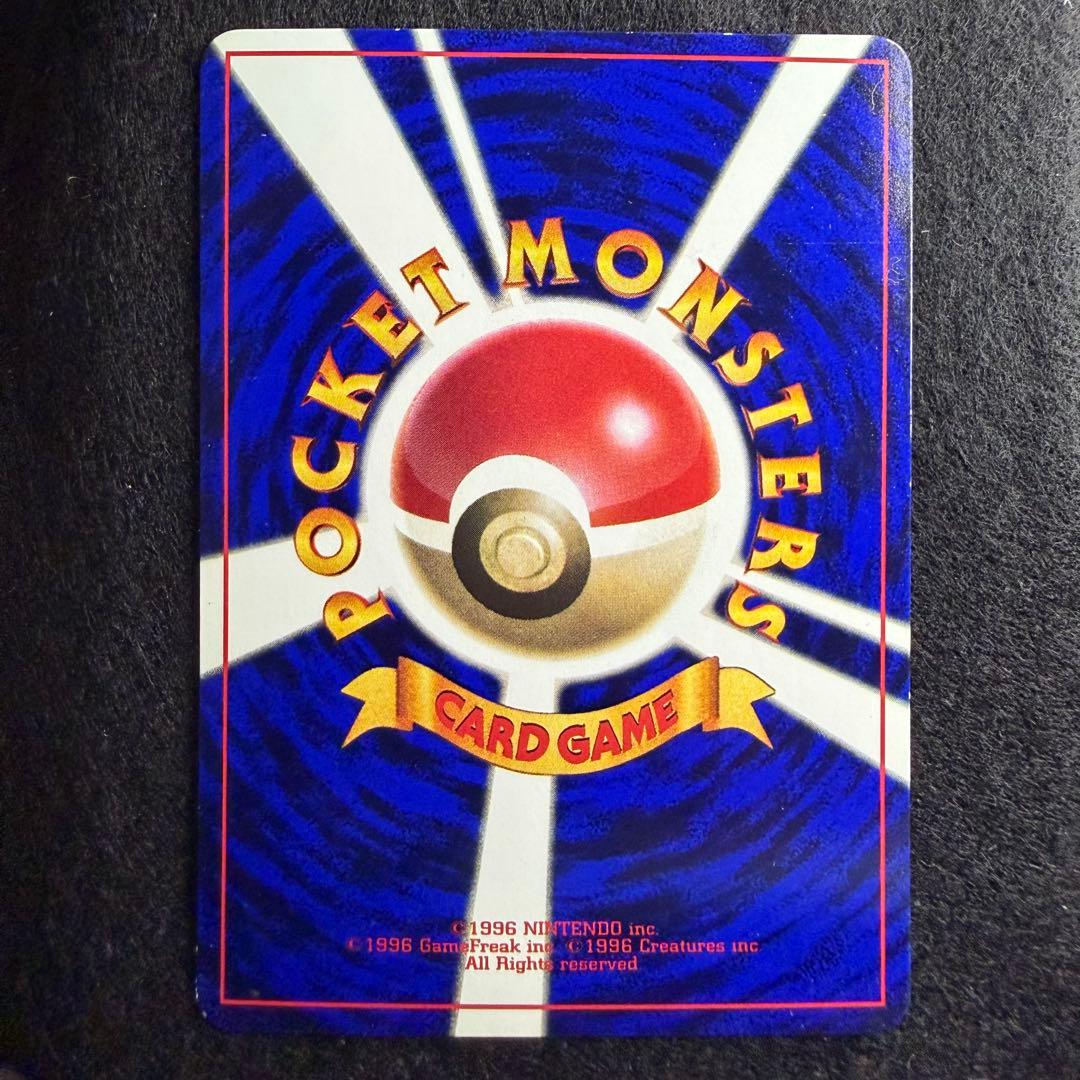 POCKET MONSTERS
CARD GAME
©1996 NINTENDO inc.
©1996 GameFreak inc. ©1996 Creatures inc.
All Rights reserved